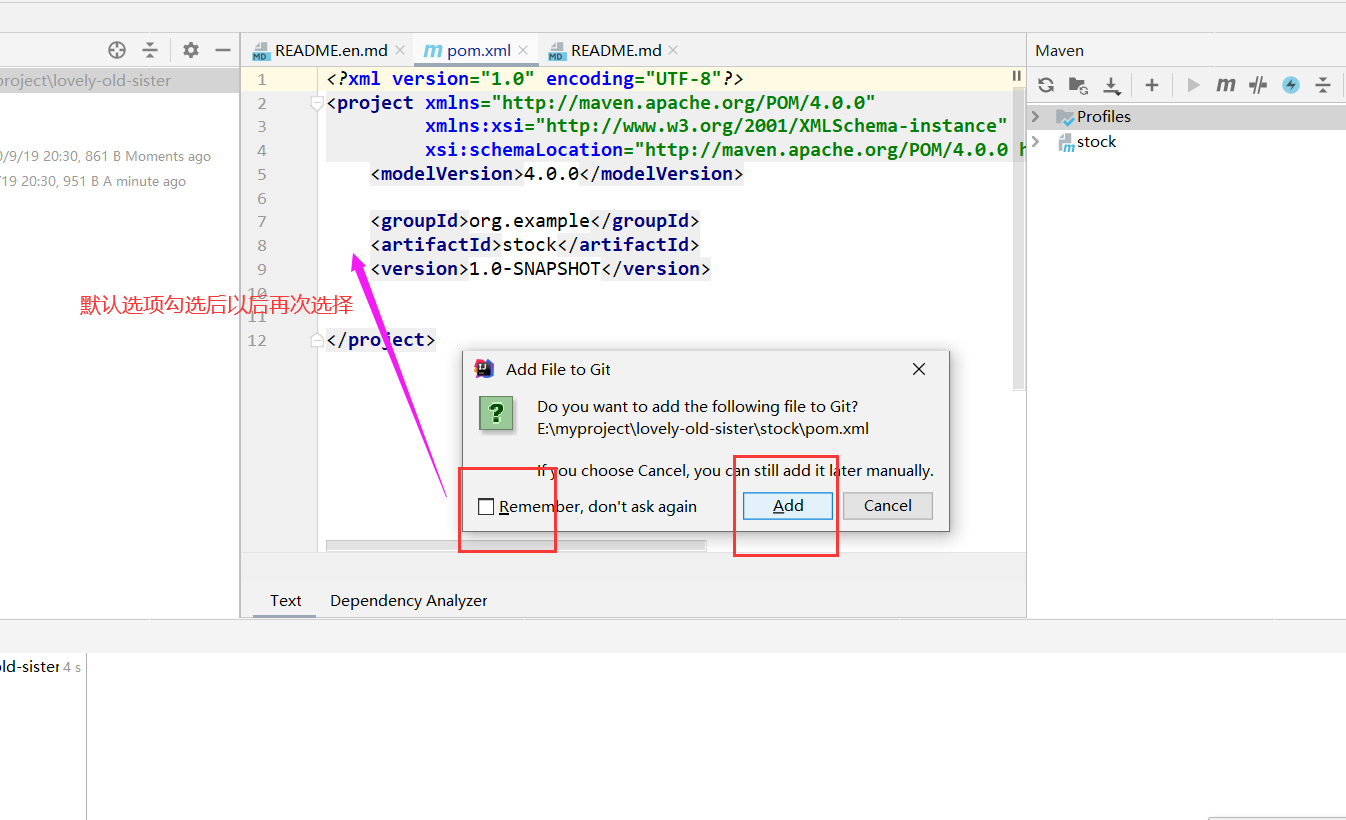 README.en.md
pom.xml
README.md
Maven
project\lovely-old-sister
0/9/19 20:30, 861 B Moments ago
/19 20:30, 951 B A minute ago
1 <?xml version="1.0" encoding="UTF-8"?>
2 <project xmlns="http://maven.apache.org/POM/4.0.0"
3 xmlns:xsi="http://www.w3.org/2001/XMLSchema-instance"
4 xsi:schemaLocation="http://maven.apache.org/POM/4.0.0 h
5 <modelVersion>4.0.0</modelVersion>
6
7 <groupId>org.example</groupId>
8 <artifactId>stock</artifactId>
9 <version>1.0-SNAPSHOT</version>
10
11
12 </project>
默认选项勾选后以后再次选择
Profiles
stock
Add File to Git
Do you want to add the following file to Git?
E:\myproject\lovely-old-sister\stock\pom.xml
If you choose Cancel, you can still add it later manually.
Remember, don't ask again
Add
Cancel
Text
Dependency Analyzer
old-sister 4 s